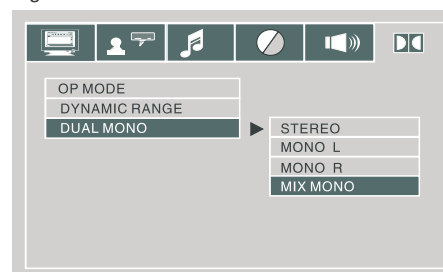 OP MODE
DYNAMIC RANGE
DUAL MONO
STEREO
MONO L
MONO R
MIX MONO